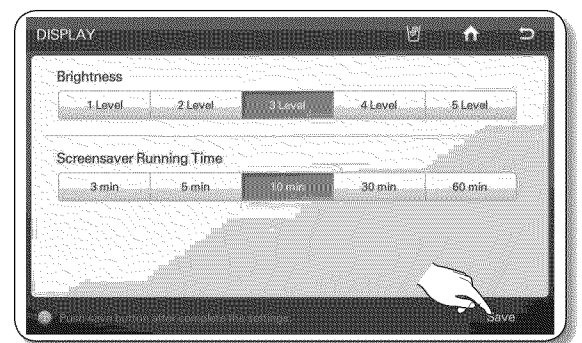 DISPLAY
Brightness
1 Level 2 Level 3 Level 4 Level 5 Level
Screensaver Running Time
3 min 5 min 10 min 30 min 60 min
Push save button after complete the settings.
Save